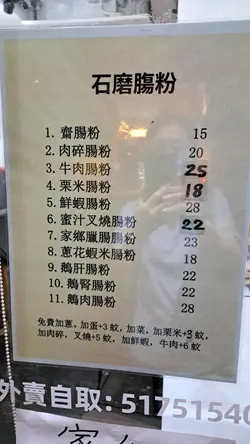 石磨腸粉
1. 齋腸粉 15
2. 肉碎腸粉 20
3. 牛肉腸粉 25
4. 栗米腸粉 18
5. 鮮蝦腸粉 28
6. 蜜汁叉燒腸粉 22
7. 家鄉臘腸腸粉 23
8. 蔥花蝦米腸粉 18
9. 鵝肝腸粉 22
10. 鵝腎腸粉 22
11. 鵝肉腸粉 28
免費加蔥, 加蛋+3 蚊, 加菜, 加栗米+3 蚊,
加肉碎, 叉燒+5 蚊, 加鮮蝦, 牛肉+6 蚊
外賣自取: 51751540